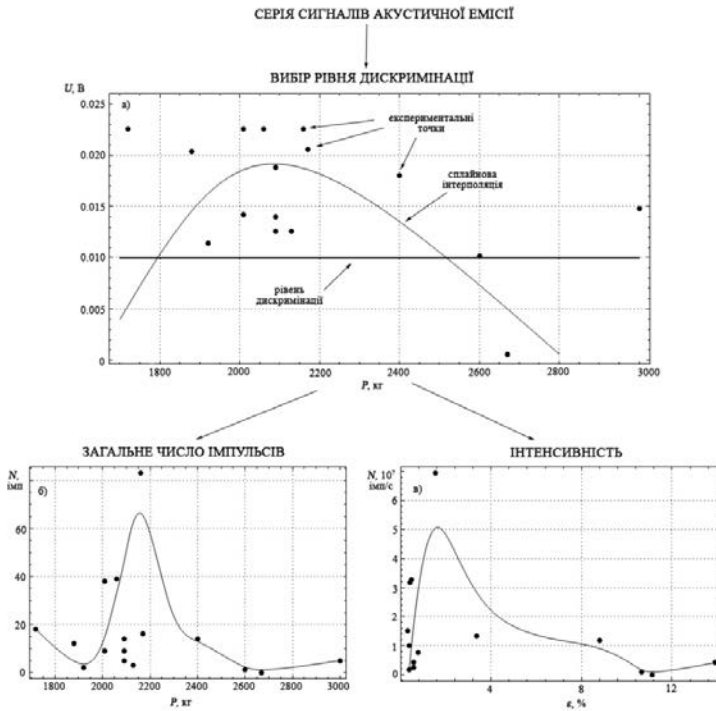 СЕРІЯ СИГНАЛІВ АКУСТИЧНОЇ ЕМІСІЇ
ВИБІР РІВНЯ ДИСКРИМІНАЦІЇ
U, В
а)
0.025
0.020
0.015
0.010
0.005
0
експериментальні
точки
сплайнова
інтерполяція
рівень
дискримінації
1800 2000 2200 2400 2600 2800 3000
P, кг
ЗАГАЛЬНЕ ЧИСЛО ІМПУЛЬСІВ
N,
імп
б)
60
40
20
0
1800 2000 2200 2400 2600 2800 3000
P, кг
ІНТЕНСИВНІСТЬ
N, 10⁷
імп/с
в)
6
5
4
3
2
1
0
4 8 12
ε, %